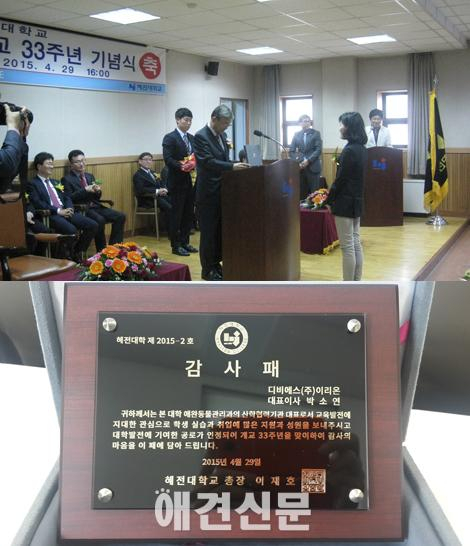 대학교
교 33주년 기념식 축
2015. 4. 29 16:00
혜전대학교
혜전대학 제 2015-2 호
감 사 패
디비에스(주)이리온
대표이사 박 소 연
귀하께서는 본 대학 애완동물관리과의 산학협력기관 대표로서 교육발전에
지대한 관심으로 학생 실습과 취업에 많은 지원과 성원을 보내주시고
대학발전에 기여한 공로가 인정되어 개교 33주년을 맞이하여 감사의
마음을 이 패에 담아 드립니다.
2015년 4월 29일
혜전대학교 총장 이 재 호
애견신문